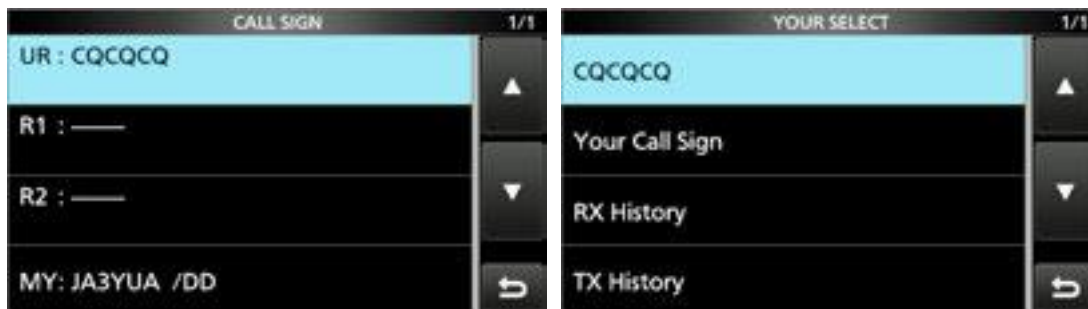 CALL SIGN 1/1
UR : CQCQCQ
R1 : ——
R2 : ——
MY: JA3YUA /DD
YOUR SELECT 1/1
CQCQCQ
Your Call Sign
RX History
TX History